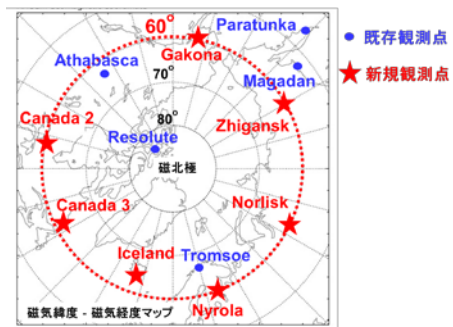 Paratunka
60°
Gakona
既存観測点
Athabasca
70°
Magadan
新規観測点
Canada 2
80°
Zhigansk
Resolute
磁北極
Canada 3
Norlisk
Iceland
Tromsoe
磁気緯度 - 磁気経度マップ
Nyrola